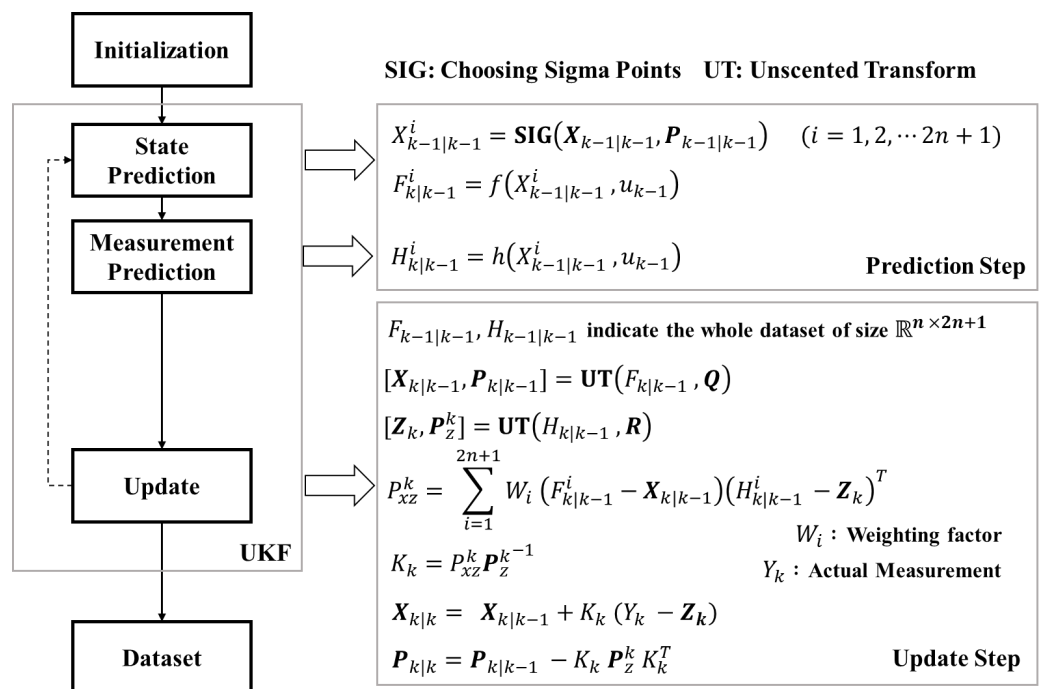 Initialization
SIG: Choosing Sigma Points UT: Unscented Transform
State
Prediction
Measurement
Prediction
Update
UKF
Dataset
X^i_{k−1|k−1} = SIG(X_{k−1|k−1}, P_{k−1|k−1}) (i = 1, 2, ⋯ 2n + 1)
F^i_{k|k−1} = f(X^i_{k−1|k−1}, u_{k−1})
H^i_{k|k−1} = h(X^i_{k−1|k−1}, u_{k−1})
Prediction Step
F_{k−1|k−1}, H_{k−1|k−1} indicate the whole dataset of size ℝ^{n×2n+1}
[X_{k|k−1}, P_{k|k−1}] = UT(F_{k|k−1}, Q)
[Z_k, P^k_z] = UT(H_{k|k−1}, R)
P^k_{xz} = ∑_{i=1}^{2n+1} W_i (F^i_{k|k−1} − X_{k|k−1})(H^i_{k|k−1} − Z_k)^T
W_i : Weighting factor
K_k = P^k_{xz} P^k_z^{−1}
Y_k : Actual Measurement
X_{k|k} = X_{k|k−1} + K_k (Y_k − Z_k)
P_{k|k} = P_{k|k−1} − K_k P^k_z K^T_k
Update Step